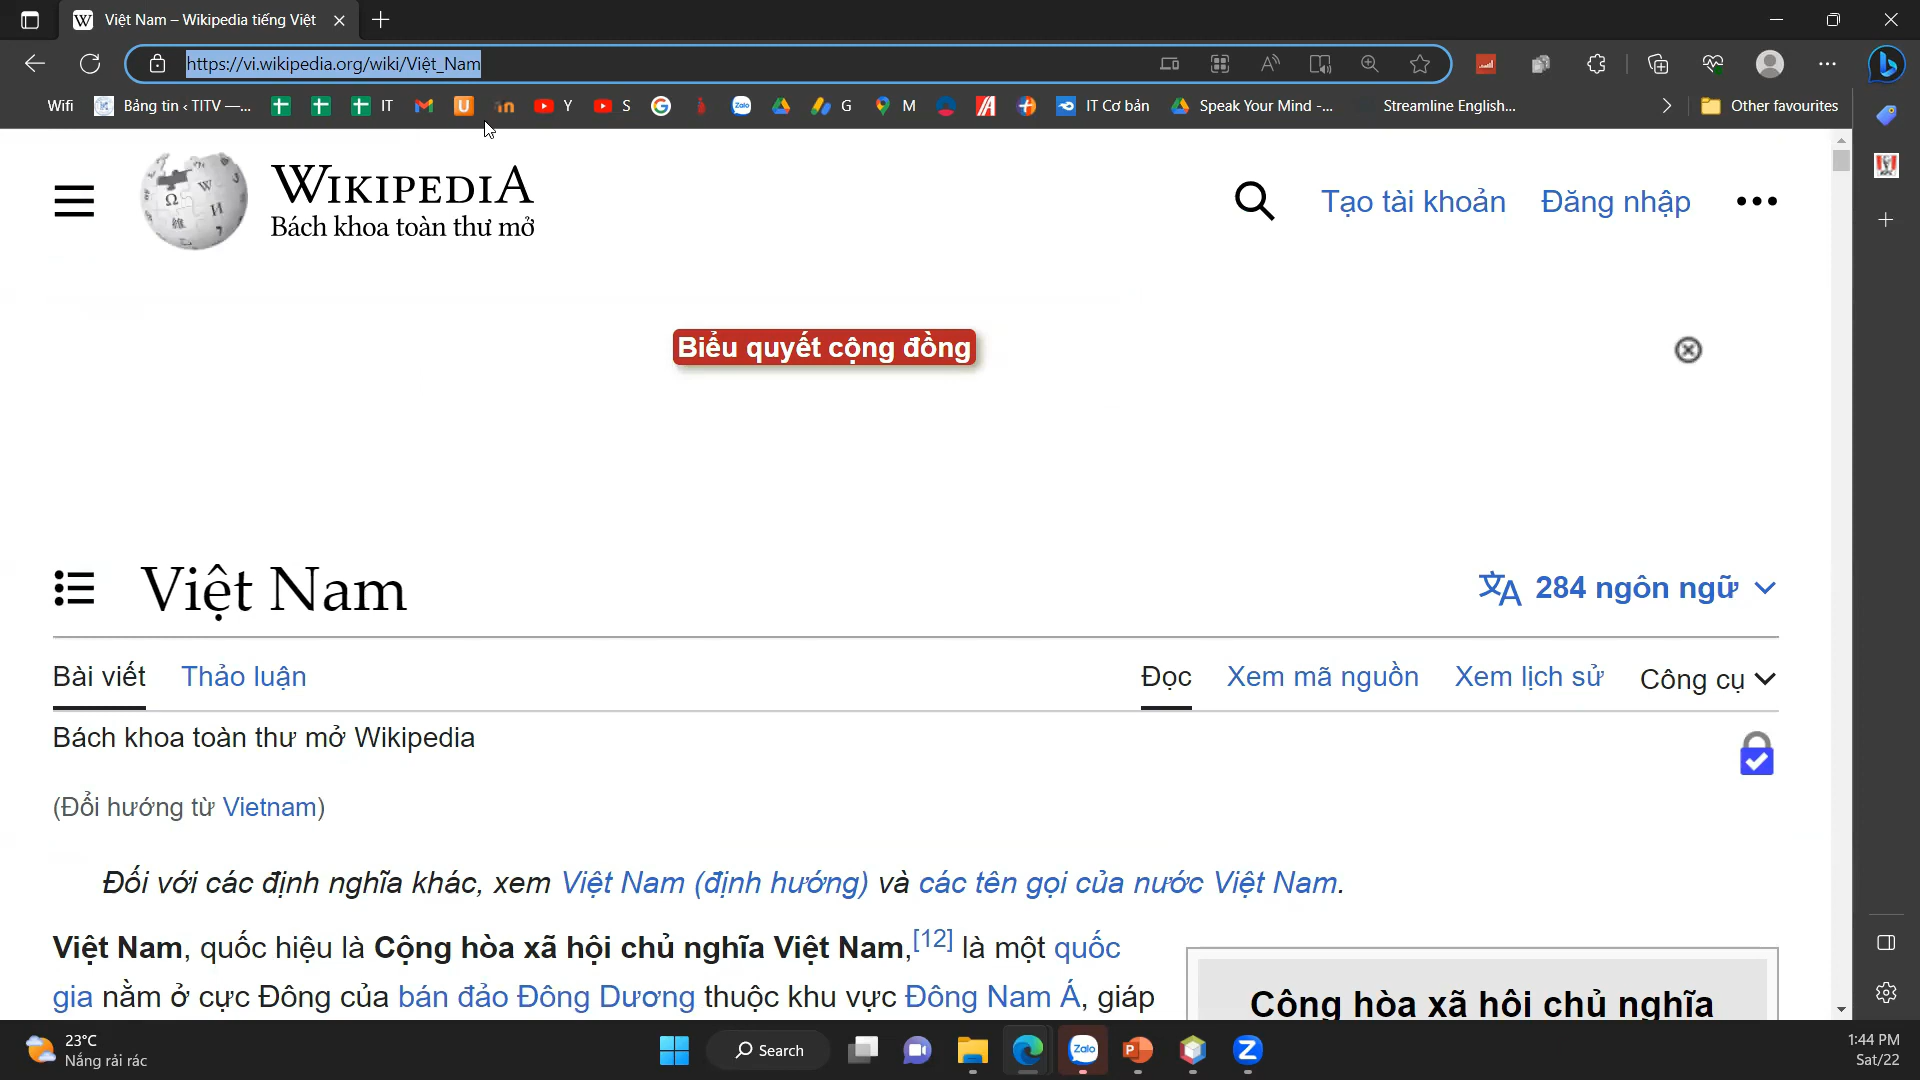 Việt Nam – Wikipedia tiếng Việt
https://vi.wikipedia.org/wiki/Việt_Nam
Wifi Bảng tin ‹ TITV —... IT Y S G M IT Cơ bản Speak Your Mind -... Streamline English... Other favourites
WIKIPEDIA
Bách khoa toàn thư mở
Tạo tài khoản Đăng nhập
Biểu quyết cộng đồng
Việt Nam
284 ngôn ngữ
Bài viết Thảo luận Đọc Xem mã nguồn Xem lịch sử Công cụ
Bách khoa toàn thư mở Wikipedia
(Đổi hướng từ Vietnam)
Đối với các định nghĩa khác, xem Việt Nam (định hướng) và các tên gọi của nước Việt Nam.
Việt Nam, quốc hiệu là Cộng hòa xã hội chủ nghĩa Việt Nam,[12] là một quốc
gia nằm ở cực Đông của bán đảo Đông Dương thuộc khu vực Đông Nam Á, giáp
Cộng hòa xã hội chủ nghĩa
23°C
Nắng rải rác
Search
Zalo
1:44 PM
Sat/22